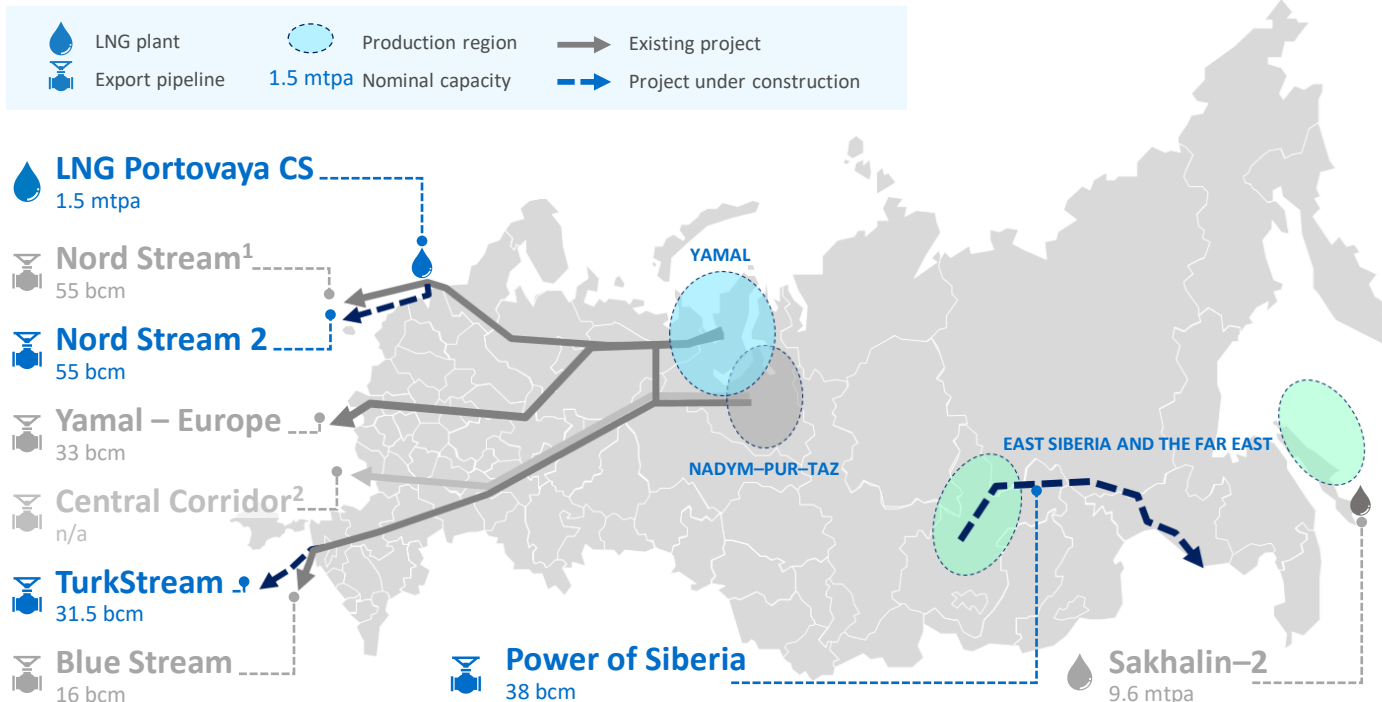 LNG plant
Production region
Existing project
Export pipeline
1.5 mtpa Nominal capacity
Project under construction
LNG Portovaya CS
1.5 mtpa
Nord Stream¹
55 bcm
Nord Stream 2
55 bcm
Yamal – Europe
33 bcm
Central Corridor²
n/a
TurkStream
31.5 bcm
Blue Stream
16 bcm
YAMAL
NADYM–PUR–TAZ
EAST SIBERIA AND THE FAR EAST
Power of Siberia
38 bcm
Sakhalin–2
9.6 mtpa